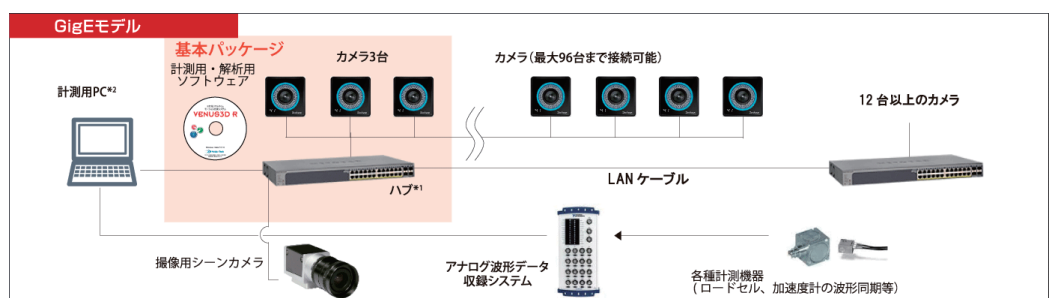 GigEモデル
基本パッケージ
計測用・解析用
ソフトウェア
カメラ3台
カメラ（最大96台まで接続可能）
計測用PC*2
VENUS3D R
12 台以上のカメラ
ハブ*1
LAN ケーブル
撮像用シーンカメラ
アナログ波形データ
収録システム
各種計測機器
( ロードセル、加速度計の波形同期等）